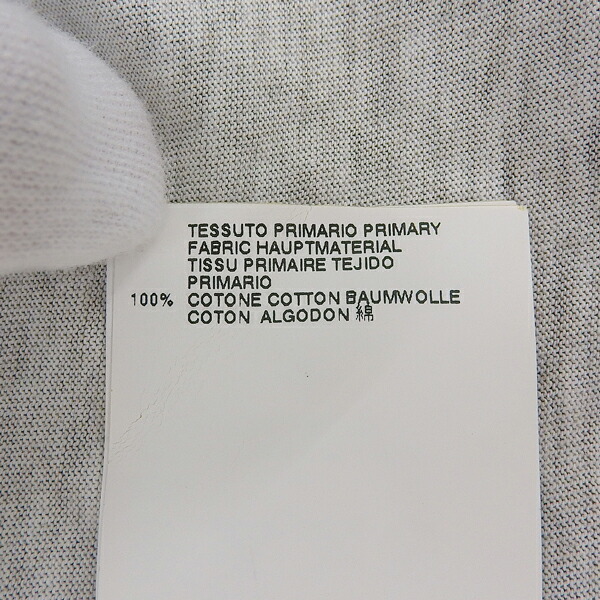 TESSUTO PRIMARIO PRIMARY
FABRIC HAUPTMATERIAL
TISSU PRIMAIRE TEJIDO
PRIMARIO
100% COTONE COTTON BAUMWOLLE
COTON ALGODON 綿